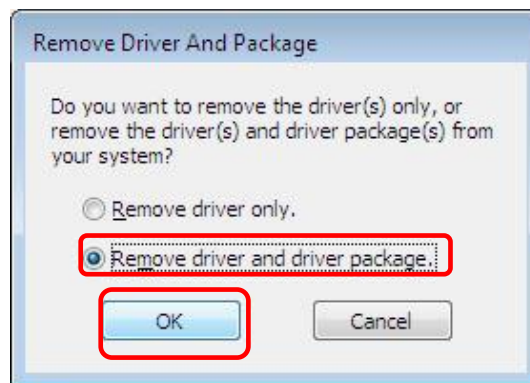 Remove Driver And Package
Do you want to remove the driver(s) only, or
remove the driver(s) and driver package(s) from
your system?
Remove driver only.
Remove driver and driver package.
OK
Cancel